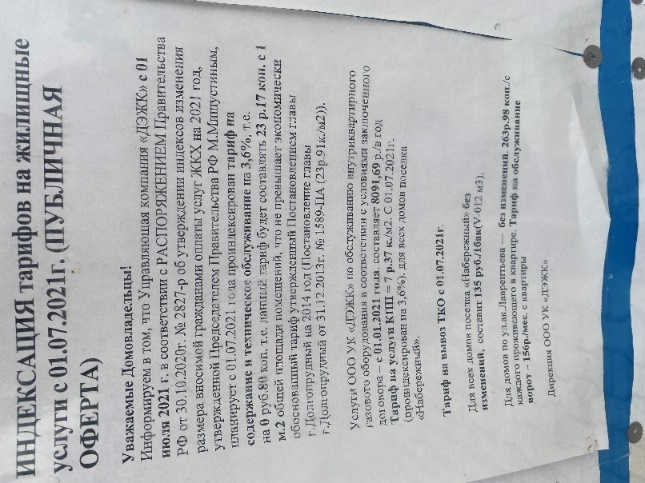 ИНДЕКСАЦИЯ тарифов на жилищные
услуги с 01.07.2021г. (ПУБЛИЧНАЯ
ОФЕРТА)
Уважаемые Домовладельцы!
Информируем в том, что Управляющая компания «ДЭЖК» с 01
июля 2021 г. в соответствии с РАСПОРЯЖЕНИЕМ Правительства
РФ от 30.10.2020г. № 2827-р об утверждении индексов изменения
размера вносимой гражданами оплаты услуг ЖКХ на 2021 год,
утвержденной Председателем Правительства РФ М.Мишустиным,
планирует с 01.07.2021 года проиндексирован тариф на
содержание и техническое обслуживание на 3,6%, т.е.
на 0 руб.80 коп. т.е. данный тариф будет составлять 23 р.17 коп. с 1
м.2 общей площади помещений, что не превышает экономически
обоснованный тариф утвержденный Постановлением главы
г.Долгопрудный на 2014 год (Постановление главы
г.Долгопрудный от 31.12.2013г. № 1589-ПА (23р.91к/м2)).
Услуги ООО УК «ДЭЖК» по обслуживанию внутриквартирного
газового оборудования в соответствии с условиями заключенного
договора – с 01.01.2021 года. составляет 8091,69 р./в год
Тариф на услуги КПП = 7 р.37 к./м2. С 01.07.2021г.
(проиндексирован на 3,6%), для всех домов поселка
«Набережный».
Тариф на вывоз ТКО с 01.07.2021г.
Для всех домов поселка «Набережный» без
изменений, составит 135 руб./1бак(V-012 м3).
Для домов по ул.ак.Лаврентьева — без изменений. 263р.98 коп./с
каждого проживающего в квартире. Тариф на обслуживание
ворот – 156р./мес. с квартиры
Дирекция ООО УК «ДЭЖК»